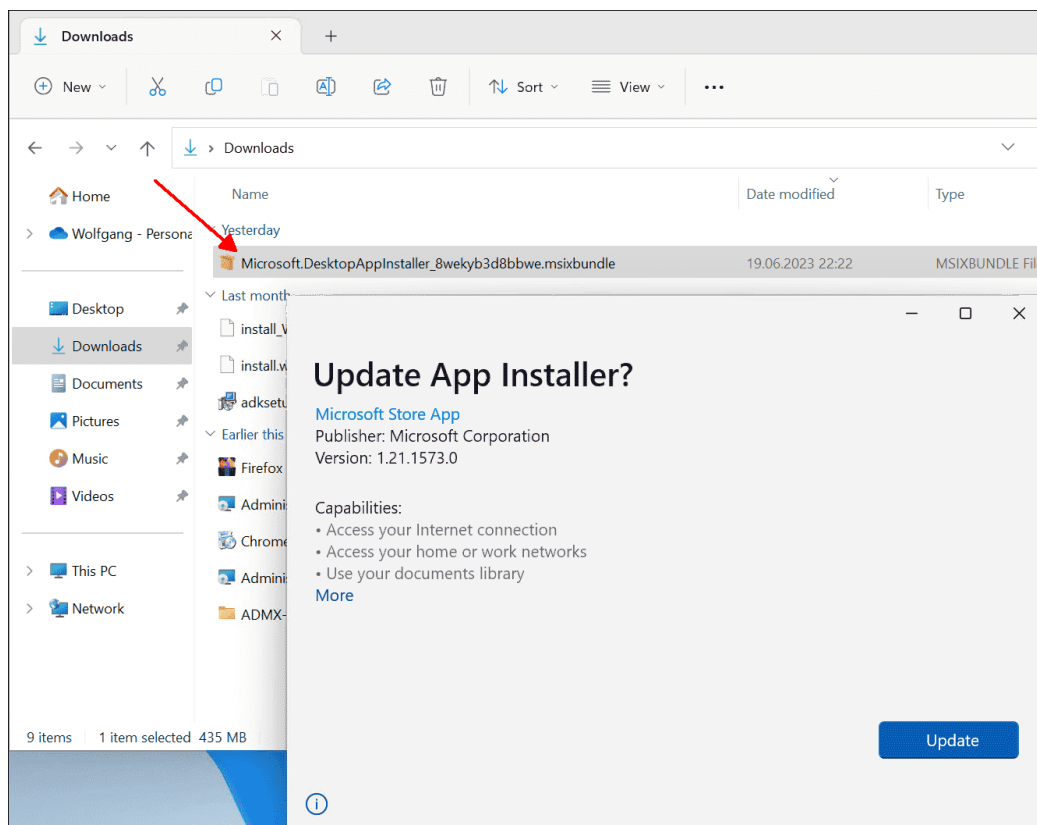 Downloads
New
Sort
View
Downloads
Home
Wolfgang - Persona
Desktop
Downloads
Documents
Pictures
Music
Videos
This PC
Network
Name
Date modified
Type
Yesterday
Microsoft.DesktopAppInstaller_8wekyb3d8bbwe.msixbundle
19.06.2023 22:22
MSIXBUNDLE Fil
Last month
install_W
install.w
adksetu
Earlier this
Firefox
Adminis
Chrome
Adminis
ADMX-
9 items
1 item selected 435 MB
Update App Installer?
Microsoft Store App
Publisher: Microsoft Corporation
Version: 1.21.1573.0
Capabilities:
• Access your Internet connection
• Access your home or work networks
• Use your documents library
More
Update